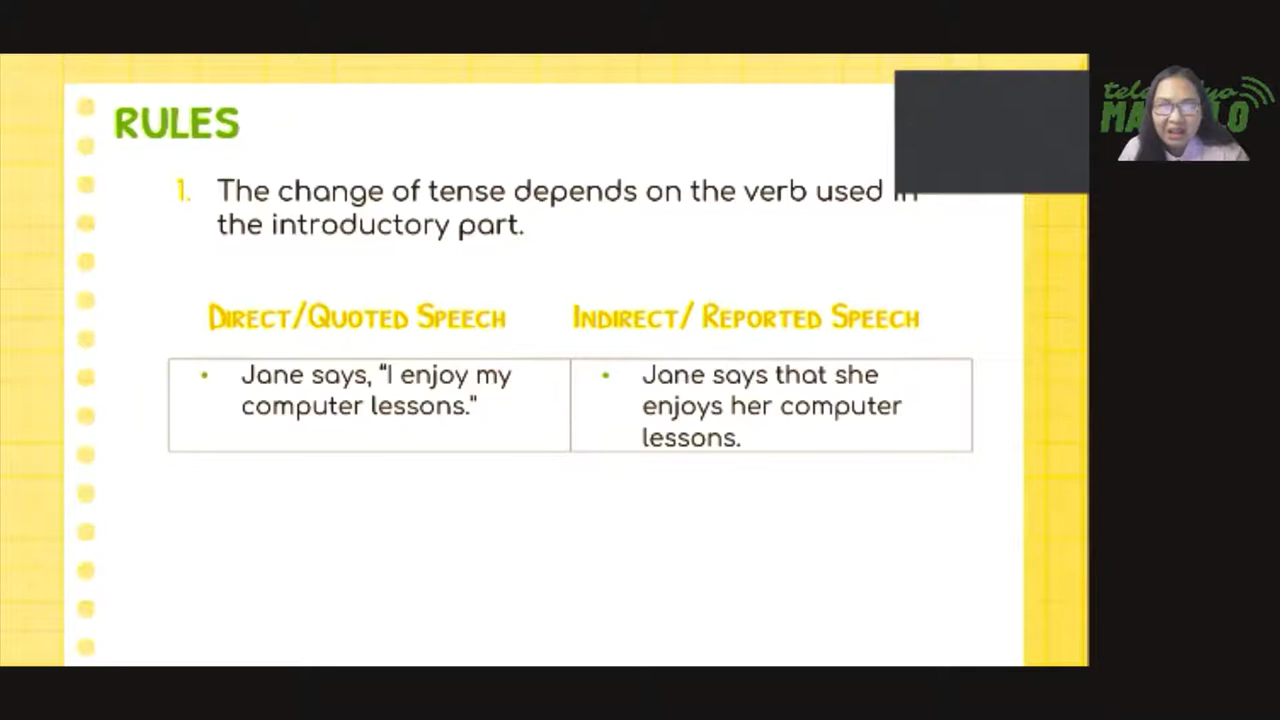 RULES
1. The change of tense depends on the verb used in
the introductory part.
DIRECT/QUOTED SPEECH
INDIRECT/ REPORTED SPEECH
• Jane says, “I enjoy my
computer lessons."
• Jane says that she
enjoys her computer
lessons.